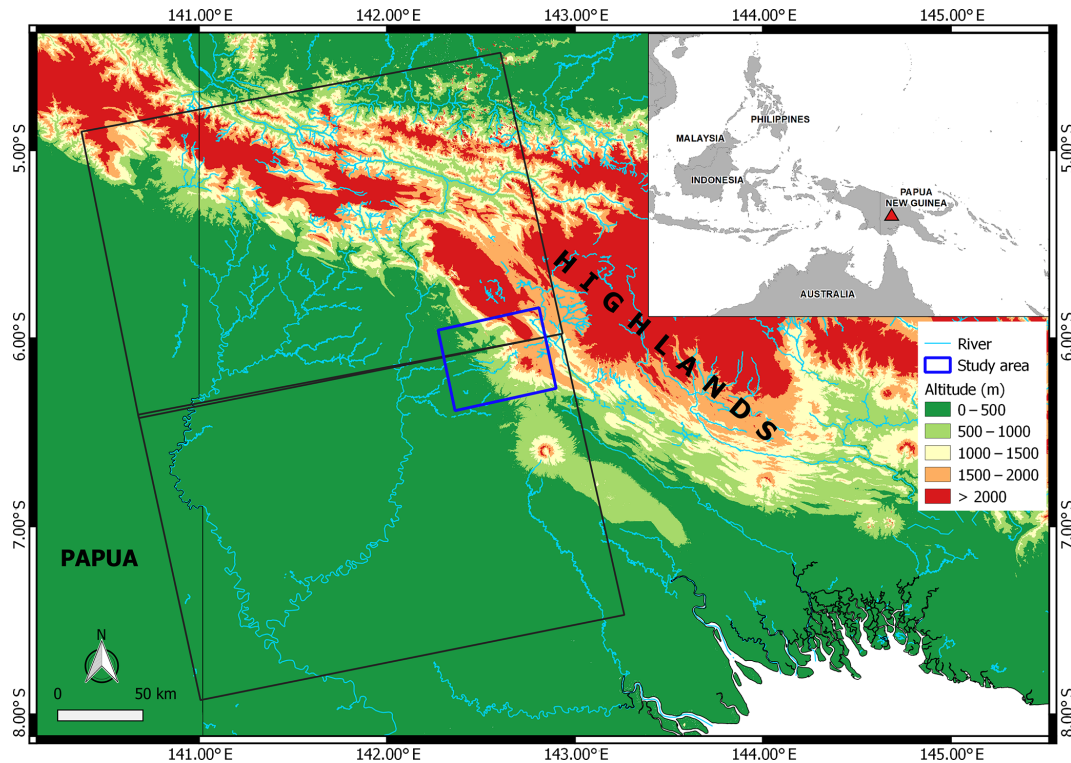 141.00°E 142.00°E 143.00°E 144.00°E 145.00°E
5.00°S
6.00°S
7.00°S
8.00°S
PHILIPPINES
MALAYSIA
INDONESIA
PAPUA
NEW GUINEA
AUSTRALIA
5.00°S
6.00°S
7.00°S
8.00°S
HIGHLANDS
River
Study area
Altitude (m)
0 – 500
500 – 1000
1000 – 1500
1500 – 2000
> 2000
PAPUA
N
0 50 km
141.00°E 142.00°E 143.00°E 144.00°E 145.00°E